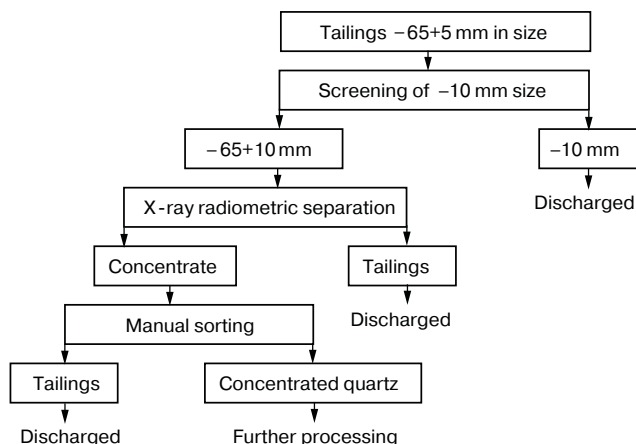 Tailings −65+5 mm in size
Screening of −10 mm size
−65+10 mm
−10 mm
Discharged
X-ray radiometric separation
Concentrate
Tailings
Discharged
Manual sorting
Tailings
Concentrated quartz
Discharged
Further processing